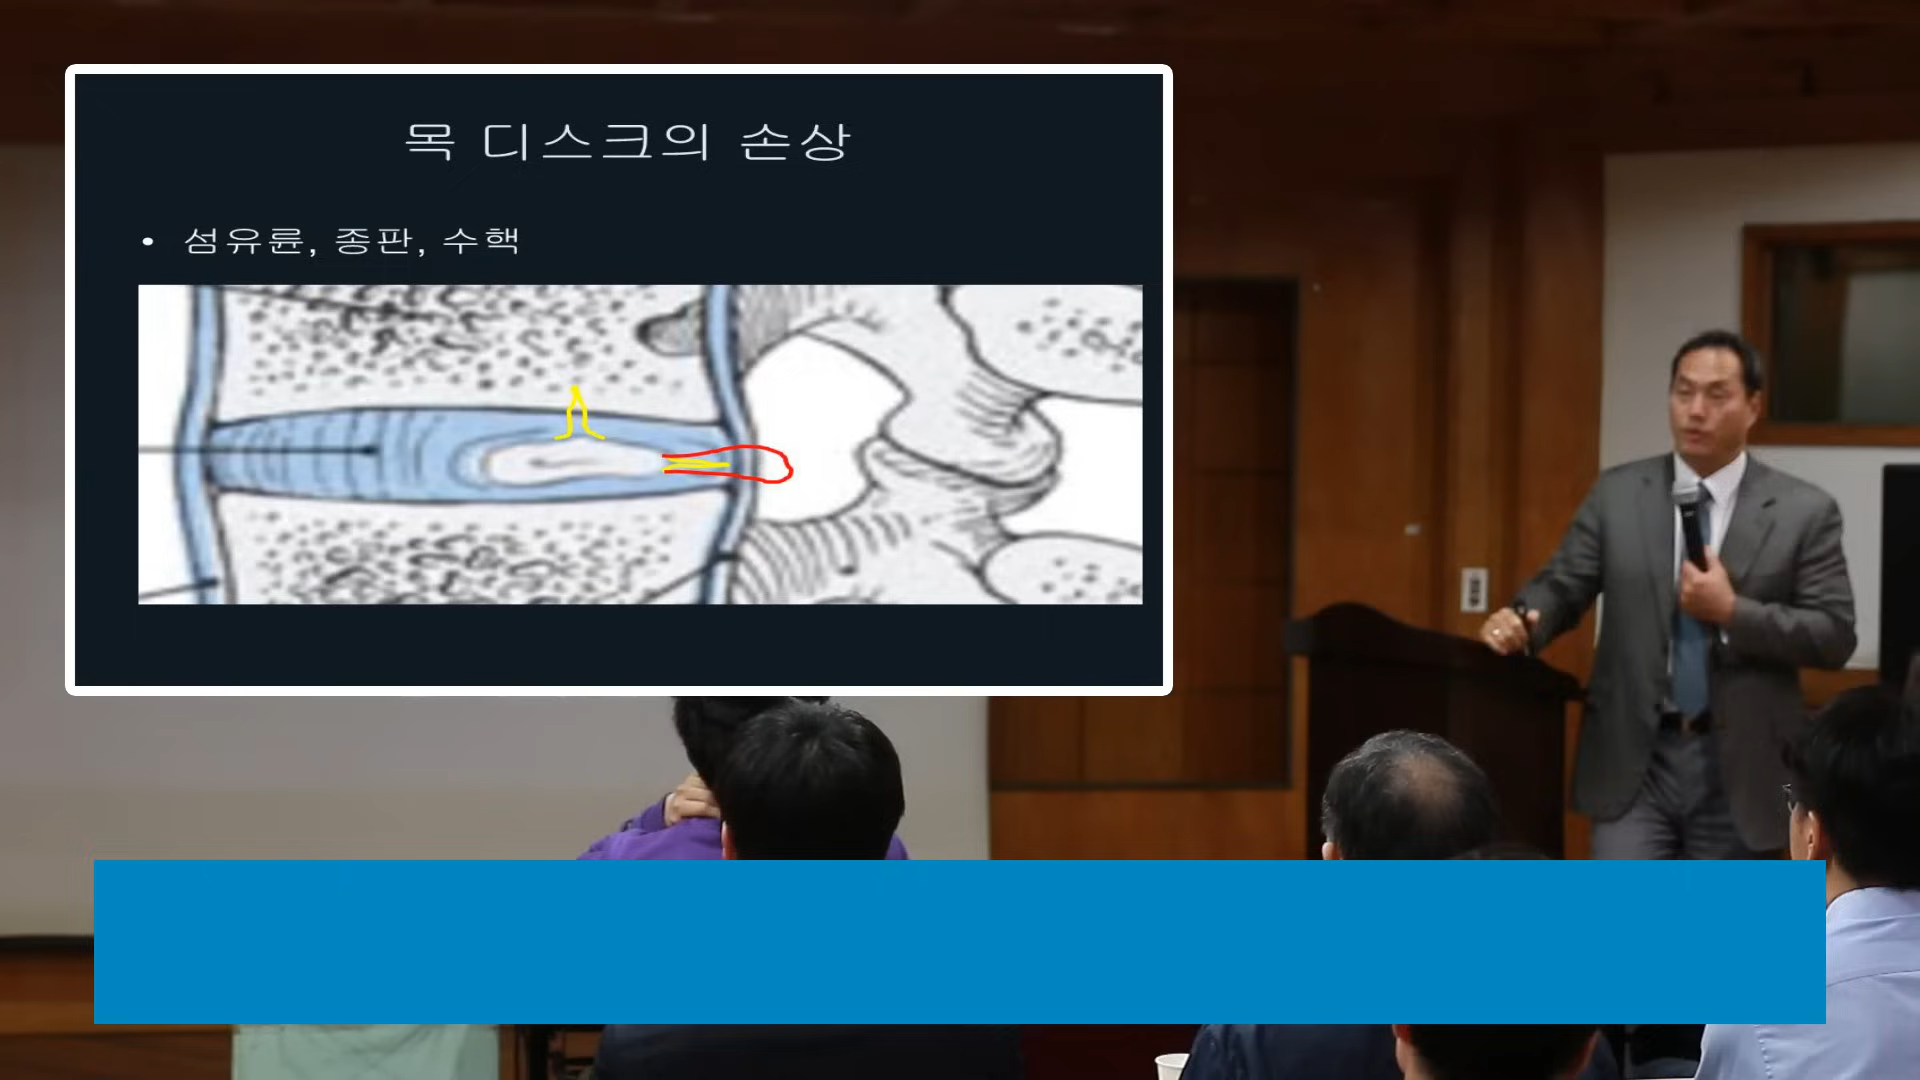 목 디스크의 손상
• 섬유륜, 종판, 수핵